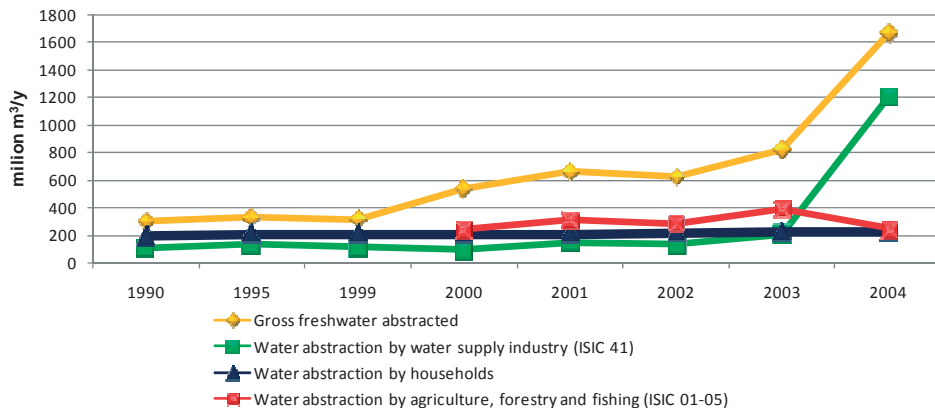 1800
1600
1400
1200
1000
800
600
400
200
0
milion m³/y
1990 1995 1999 2000 2001 2002 2003 2004
Gross freshwater abstracted
Water abstraction by water supply industry (ISIC 41)
Water abstraction by households
Water abstraction by agriculture, forestry and fishing (ISIC 01-05)